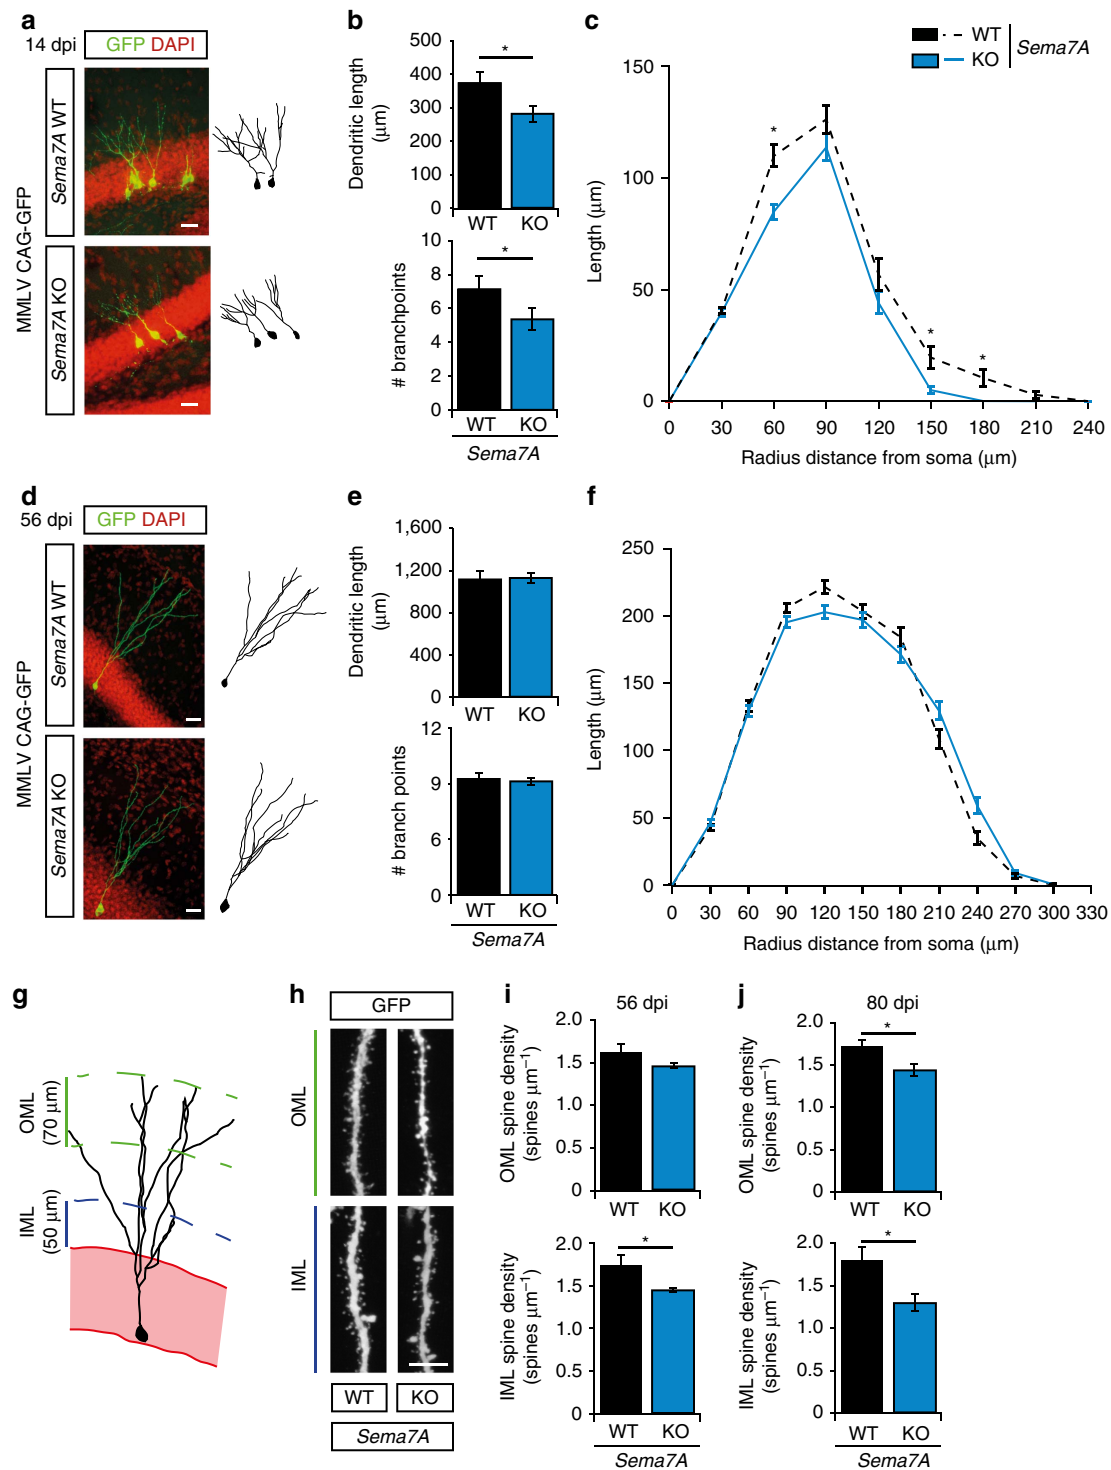 a
14 dpi
GFP DAPI
MMLV CAG-GFP
Sema7A WT
Sema7A KO
b
Dendritic length
(μm)
500
400
300
200
100
0
*
WT KO
# branchpoints
10
8
6
4
2
0
*
WT KO
Sema7A
c
WT
KO
Sema7A
Length (μm)
150
100
50
0
*
*
*
0 30 60 90 120 150 180 210 240
Radius distance from soma (μm)
d
56 dpi
GFP DAPI
MMLV CAG-GFP
Sema7A WT
Sema7A KO
e
Dendritic length
(μm)
1,600
1,200
800
400
0
WT KO
# branch points
12
9
6
0
WT KO
Sema7A
f
Length (μm)
250
200
150
100
50
0
0 30 60 90 120 150 180 210 240 270 300 330
Radius distance from soma (μm)
g
OML
(70 μm)
IML
(50 μm)
h
GFP
OML
IML
WT KO
Sema7A
i
56 dpi
OML spine density
(spines μm⁻¹)
2.0
1.5
1.0
0.5
0
WT KO
IML spine density
(spines μm⁻¹)
2.0
1.5
1.0
0.5
0
*
WT KO
Sema7A
j
80 dpi
OML spine density
(spines μm⁻¹)
2.0
1.5
1.0
0.5
0
*
WT KO
IML spine density
(spines μm⁻¹)
2.0
1.5
1.0
0.5
0
*
WT KO
Sema7A